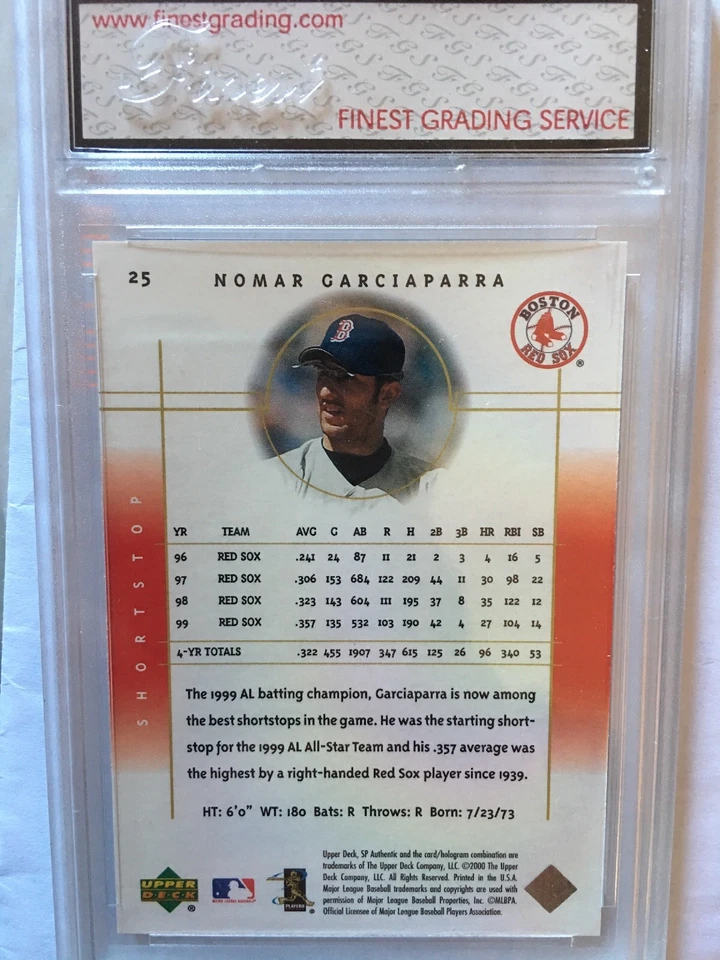 www.finestgrading.com
Finest
FINEST GRADING SERVICE
25 NOMAR GARCIAPARRA
BOSTON
RED SOX
®
B
SHORTSTOP
YR TEAM AVG G AB R H 2B 3B HR RBI SB
96 RED SOX .241 24 87 11 21 2 3 4 16 5
97 RED SOX .306 153 684 122 209 44 11 30 98 22
98 RED SOX .323 143 604 111 195 37 8 35 122 12
99 RED SOX .357 135 532 103 190 42 4 27 104 14
4-YR TOTALS .322 455 1907 347 615 125 26 96 340 53
The 1999 AL batting champion, Garciaparra is now among
the best shortstops in the game. He was the starting short-
stop for the 1999 AL All-Star Team and his .357 average was
the highest by a right-handed Red Sox player since 1939.
HT: 6'0" WT: 180 Bats: R Throws: R Born: 7/23/73
UPPER
DECK
®
PLAYERS
Upper Deck, SP Authentic and the card/hologram combination are
trademarks of The Upper Deck Company, LLC. ©2000 The Upper
Deck Company, LLC. All Rights Reserved. Printed in the U.S.A.
Major League Baseball trademarks and copyrights are used with
permission of Major League Baseball Properties, Inc. ©MLBPA.
Official Licensee of Major League Baseball Players Association.